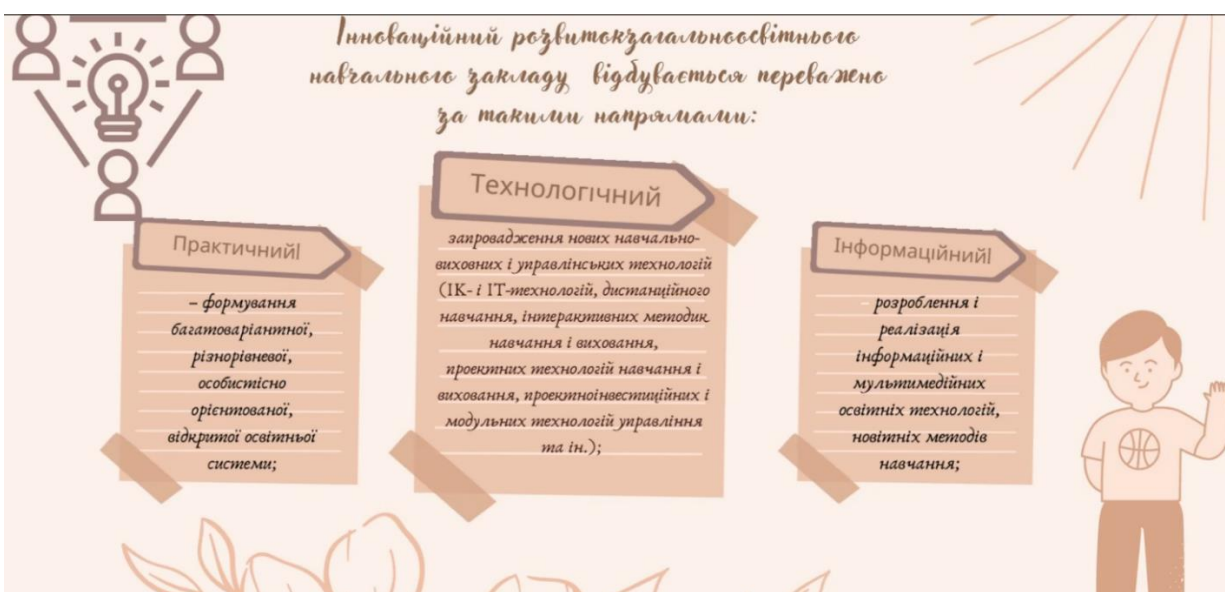 Інноваційний розвитокзагальноосвітнього
навчального закладу відбувається переважно
за такими напрямами:
Практичний|
– формування
багатоваріантної,
різнорівневої,
особистісно
орієнтованої,
відкритої освітньої
системи;
Технологічний
запровадження нових навчально-
виховних і управлінських технологій
(ІК- і ІТ-технологій, дистанційного
навчання, інтерактивних методик
навчання і виховання,
проектних технологій навчання і
виховання, проектноінвестиційних і
модульних технологій управління
та ін.);
Інформаційний|
– розроблення і
реалізація
інформаційних і
мультимедійних
освітніх технологій,
новітніх методів
навчання;